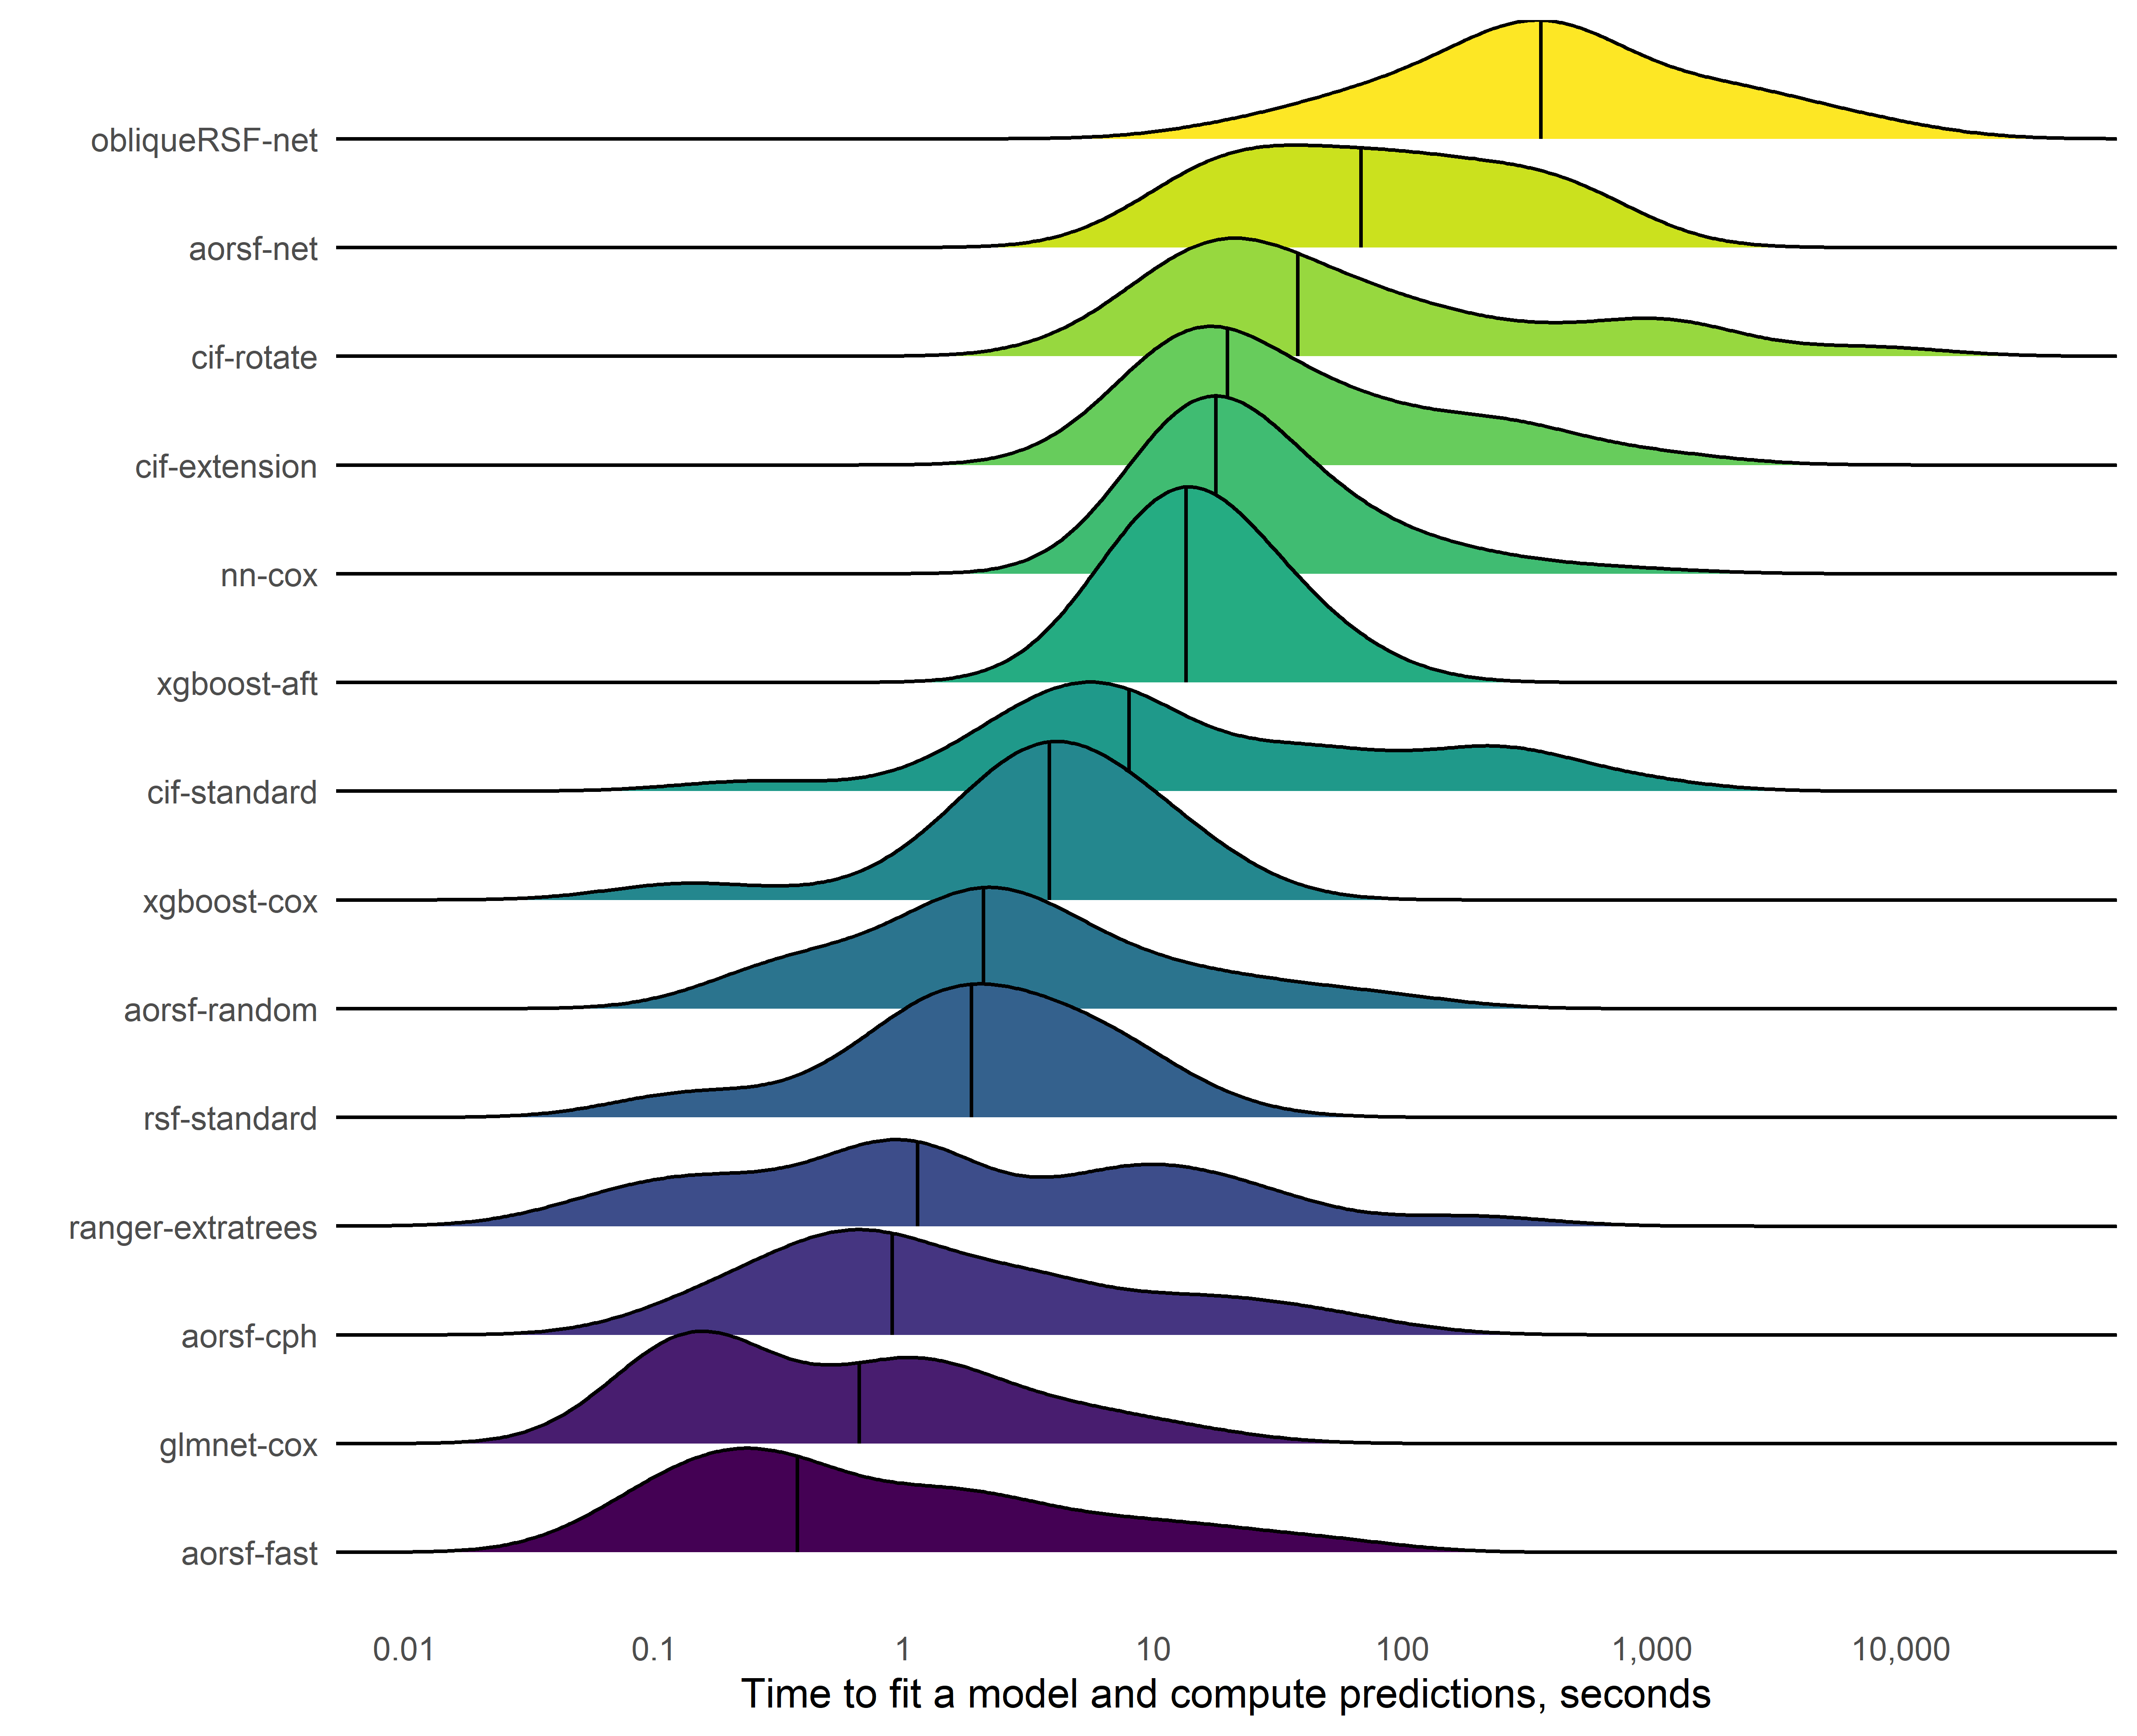 obliqueRSF-net
aorsf-net
cif-rotate
cif-extension
nn-cox
xgboost-aft
cif-standard
xgboost-cox
aorsf-random
rsf-standard
ranger-extratrees
aorsf-cph
glmnet-cox
aorsf-fast
0.01 0.1 1 10 100 1,000 10,000
Time to fit a model and compute predictions, seconds